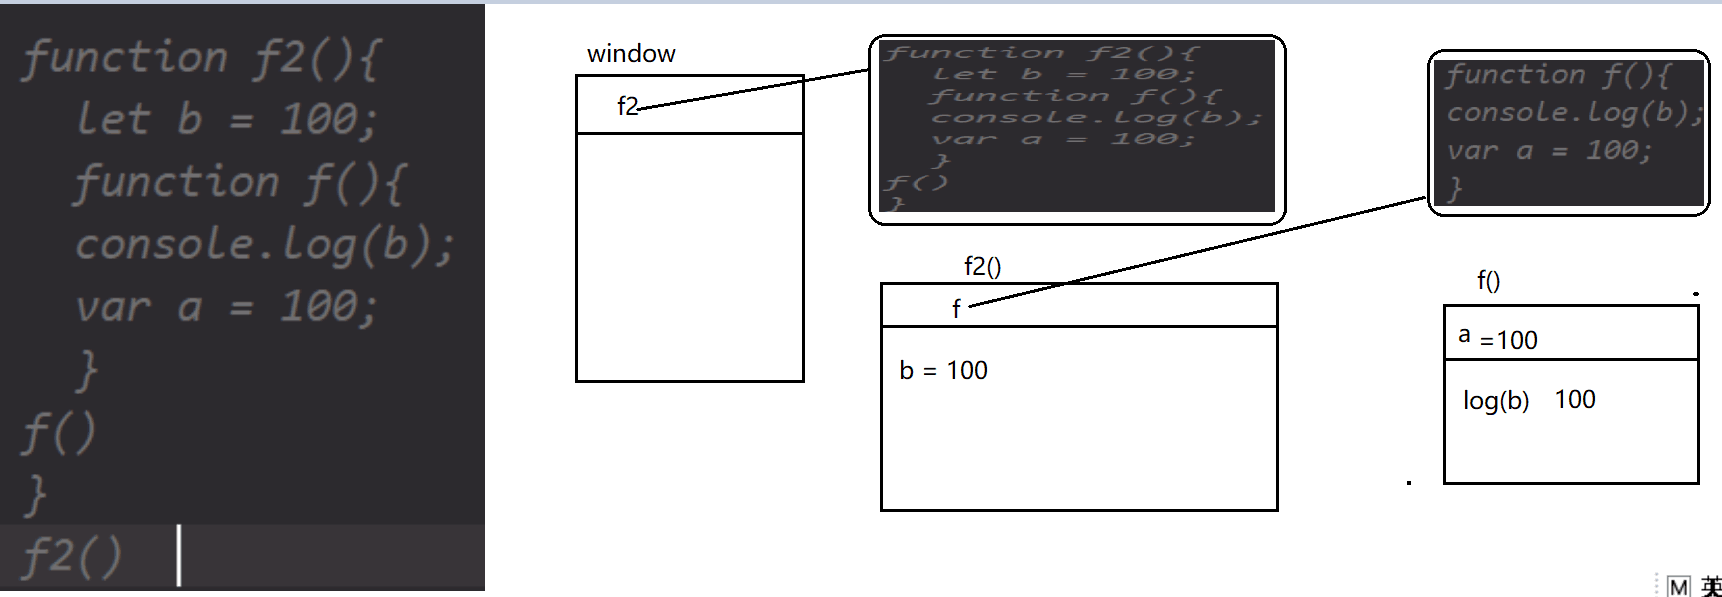 function f2(){
let b = 100;
function f(){
console.log(b);
var a = 100;
}
f()
}
f2()
window
f2
function f2(){
let b = 100;
function f(){
console.log(b);
var a = 100;
}
f()
}
function f(){
console.log(b);
var a = 100;
}
f2()
f
b = 100
f()
a =100
log(b) 100
M 英